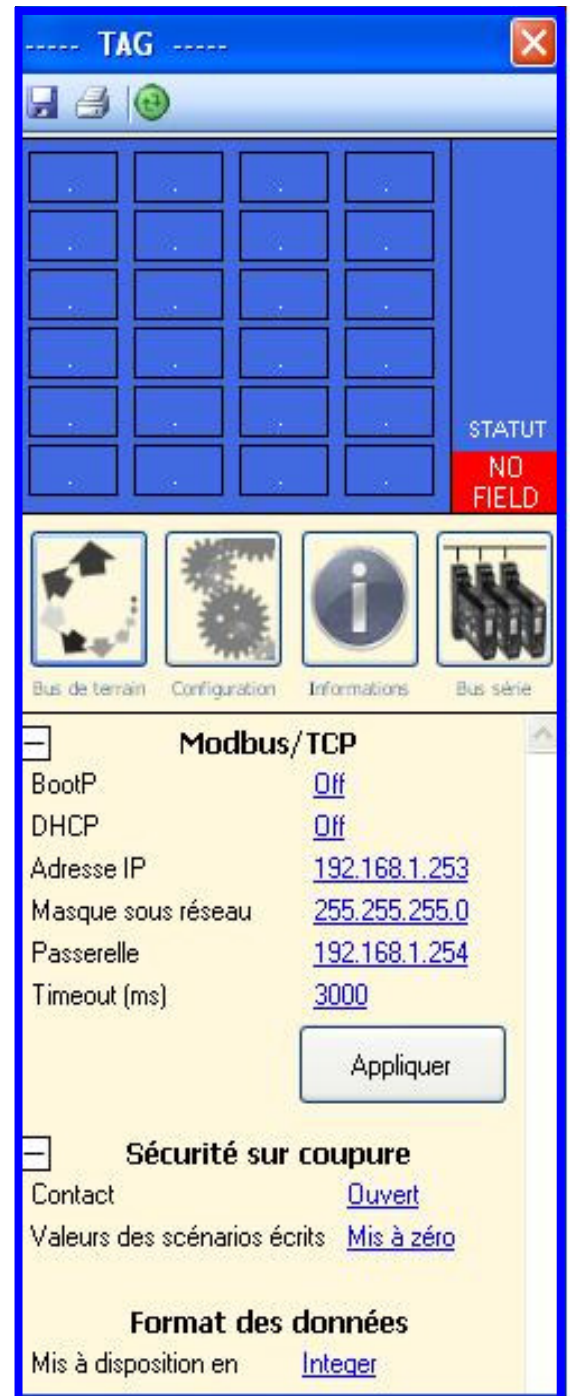 ----- TAG -----
STATUT
NO
FIELD
Bus de terrain Configuration Informations Bus série
Modbus/TCP
BootP Off
DHCP Off
Adresse IP 192.168.1.253
Masque sous réseau 255.255.255.0
Passerelle 192.168.1.254
Timeout (ms) 3000
Appliquer
Sécurité sur coupure
Contact Ouvert
Valeurs des scénarios écrits Mis à zéro
Format des données
Mis à disposition en Integer